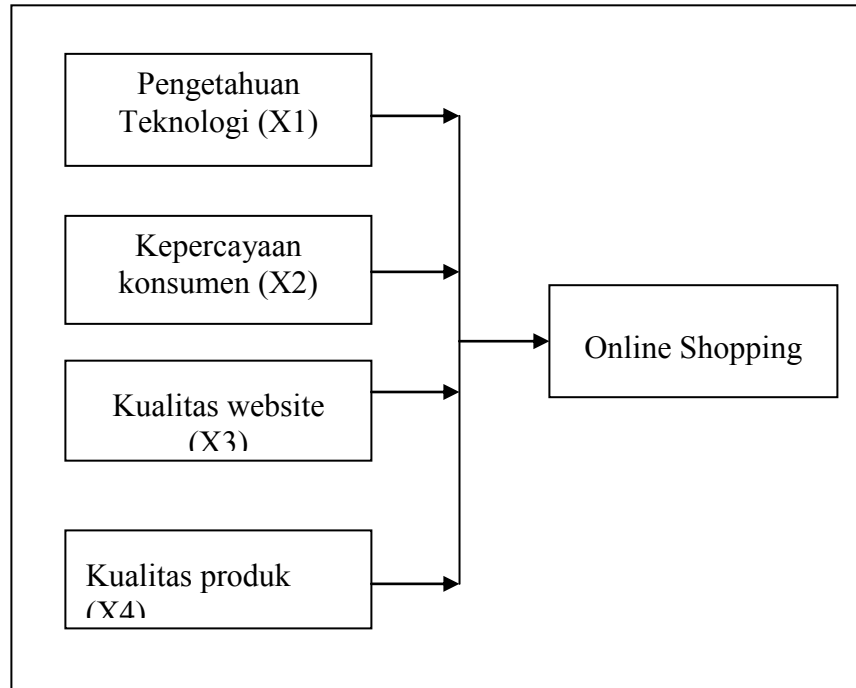 Pengetahuan
Teknologi (X1)
Kepercayaan
konsumen (X2)
Kualitas website
(X3)
Kualitas produk
(X4)
Online Shopping